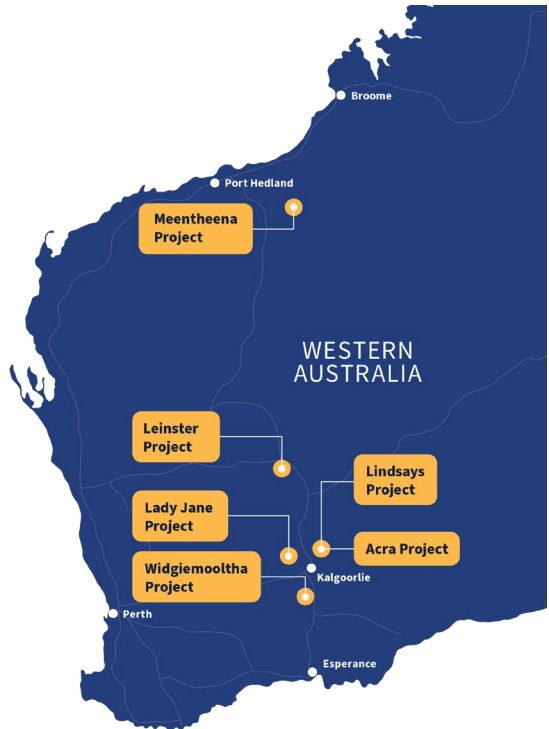 Broome
Port Hedland
Meentheena
Project
WESTERN
AUSTRALIA
Leinster
Project
Lindsays
Project
Lady Jane
Project
Acra Project
Widgiemooltha
Project
Kalgoorlie
Perth
Esperance